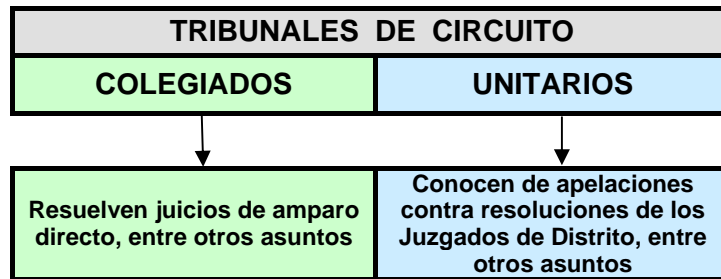 TRIBUNALES DE CIRCUITO
COLEGIADOS
UNITARIOS
Resuelven juicios de amparo
directo, entre otros asuntos
Conocen de apelaciones
contra resoluciones de los
Juzgados de Distrito, entre
otros asuntos